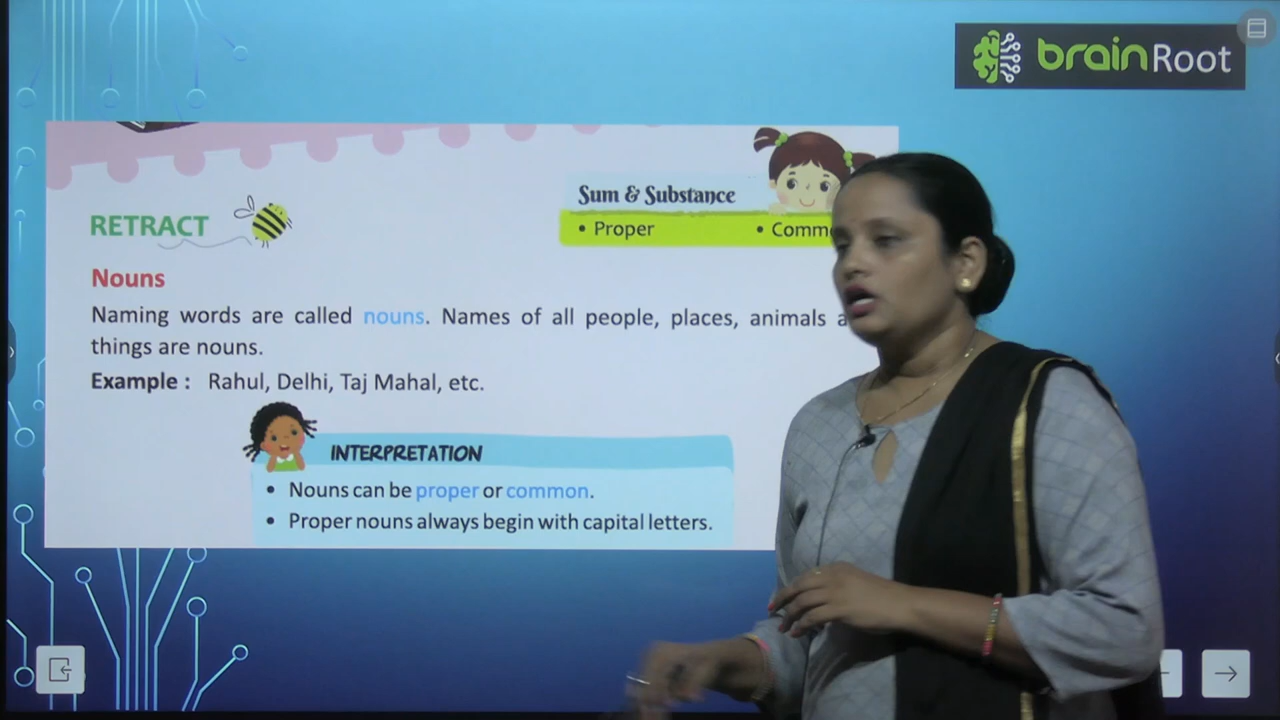 brainRoot
Sum & Substance
• Proper •
RETRACT
Nouns
Naming words are called nouns. Names of all people, places, animals
things are nouns.
Example : Rahul, Delhi, Taj Mahal, etc.
INTERPRETATION
• Nouns can be proper or common.
• Proper nouns always begin with capital letters.